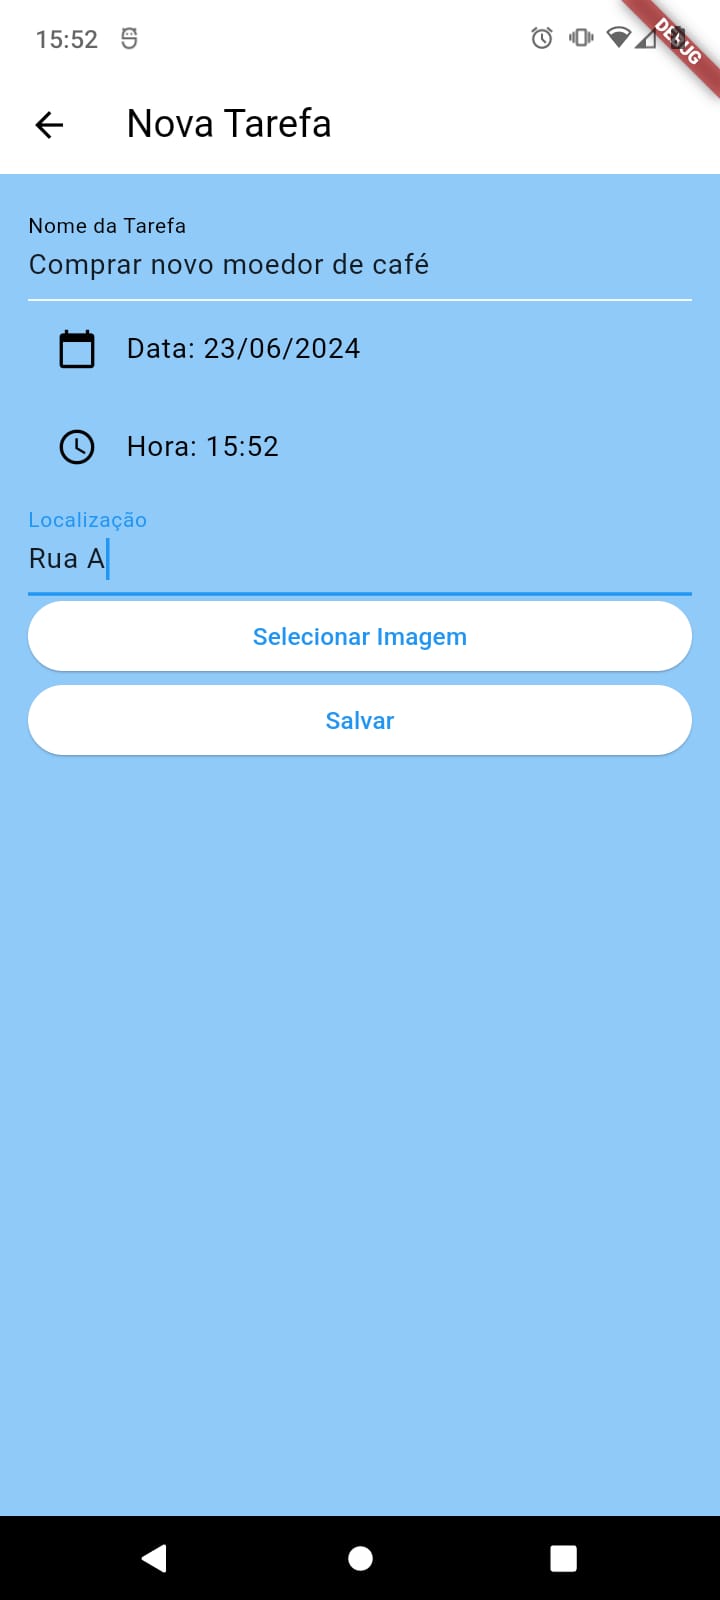 15:52
DEBUG
Nova Tarefa
Nome da Tarefa
Comprar novo moedor de café
Data: 23/06/2024
Hora: 15:52
Localização
Rua A
Selecionar Imagem
Salvar